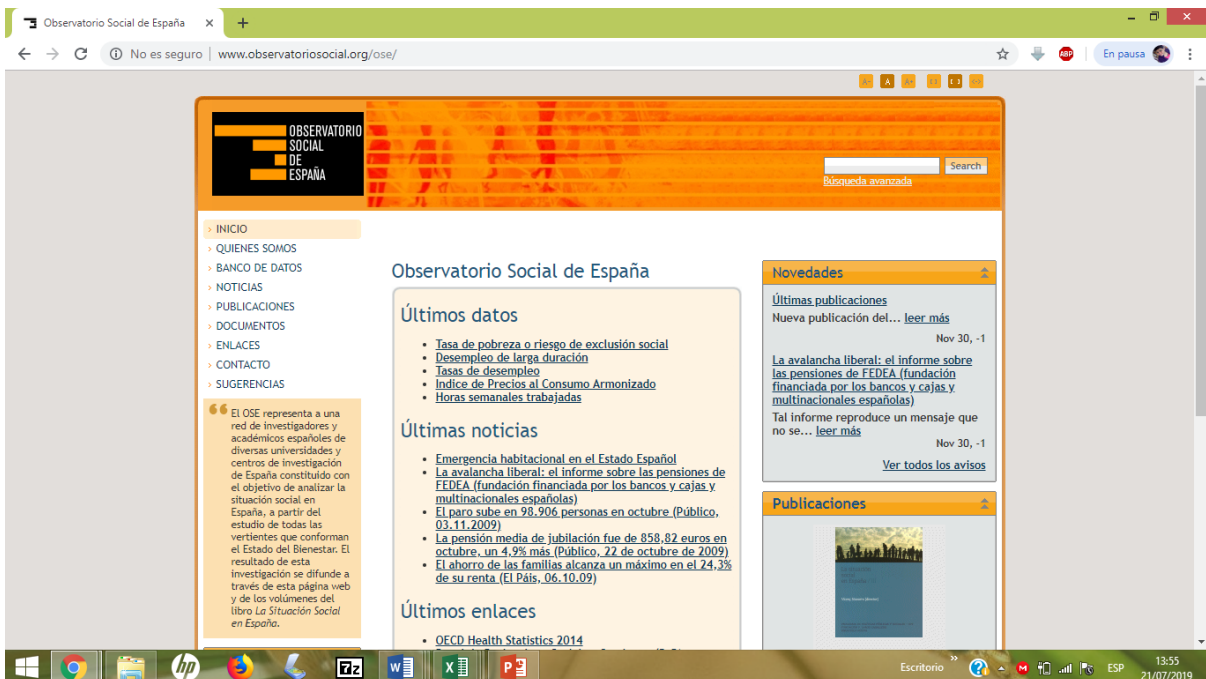 Observatorio Social de España
No es seguro | www.observatoriosocial.org/ose/
En pausa
ABP
A- A A+
OBSERVATORIO
SOCIAL
DE
ESPAÑA
Search
Búsqueda avanzada
INICIO
QUIENES SOMOS
BANCO DE DATOS
NOTICIAS
PUBLICACIONES
DOCUMENTOS
ENLACES
CONTACTO
SUGERENCIAS
El OSE representa a una
red de investigadores y
académicos españoles de
diversas universidades y
centros de investigación
de España constituído con
el objetivo de analizar la
situación social en
España, a partir del
estudio de todas las
vertientes que conforman
el Estado del Bienestar. El
resultado de esta
investigación se difunde a
través de esta página web
y de los volúmenes del
libro La Situación Social
en España.
Observatorio Social de España
Últimos datos
Tasa de pobreza o riesgo de exclusión social
Desempleo de larga duración
Tasas de desempleo
Indice de Precios al Consumo Armonizado
Horas semanales trabajadas
Últimas noticias
Emergencia habitacional en el Estado Español
La avalancha liberal: el informe sobre las pensiones de
FEDEA (fundación financiada por los bancos y cajas y
multinacionales españolas)
El paro sube en 98.906 personas en octubre (Público,
03.11.2009)
La pensión media de jubilación fue de 858,82 euros en
octubre, un 4,9% más (Público, 22 de octubre de 2009)
El ahorro de las familias alcanza un máximo en el 24,3%
de su renta (El Páis, 06.10.09)
Últimos enlaces
OECD Health Statistics 2014
Novedades
Últimas publicaciones
Nueva publicación del... leer más
Nov 30, -1
La avalancha liberal: el informe sobre
las pensiones de FEDEA (fundación
financiada por los bancos y cajas y
multinacionales españolas)
Tal informe reproduce un mensaje que
no se... leer más
Nov 30, -1
Ver todos los avisos
Publicaciones
Escritorio
ESP
13:55
21/07/2019